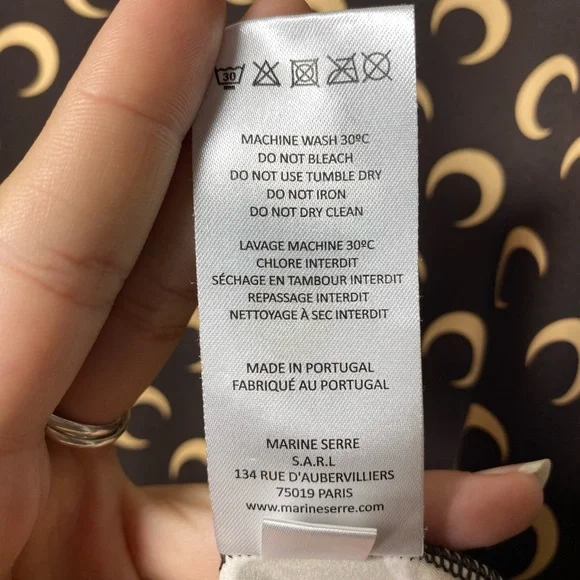 30
MACHINE WASH 30ºC
DO NOT BLEACH
DO NOT USE TUMBLE DRY
DO NOT IRON
DO NOT DRY CLEAN
LAVAGE MACHINE 30ºC
CHLORE INTERDIT
SÉCHAGE EN TAMBOUR INTERDIT
REPASSAGE INTERDIT
NETTOYAGE À SEC INTERDIT
MADE IN PORTUGAL
FABRIQUÉ AU PORTUGAL
MARINE SERRE
S.A.R.L
134 RUE D'AUBERVILLIERS
75019 PARIS
www.marineserre.com